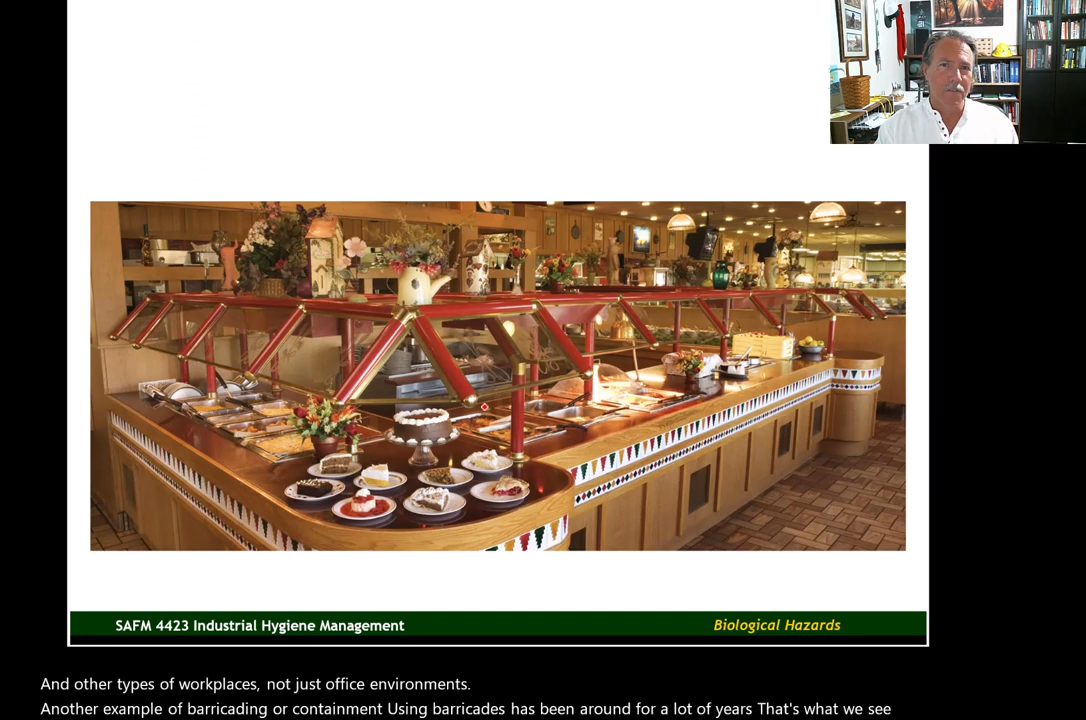 SAFM 4423 Industrial Hygiene Management
Biological Hazards
And other types of workplaces, not just office environments.
Another example of barricading or containment Using barricades has been around for a lot of years That's what we see